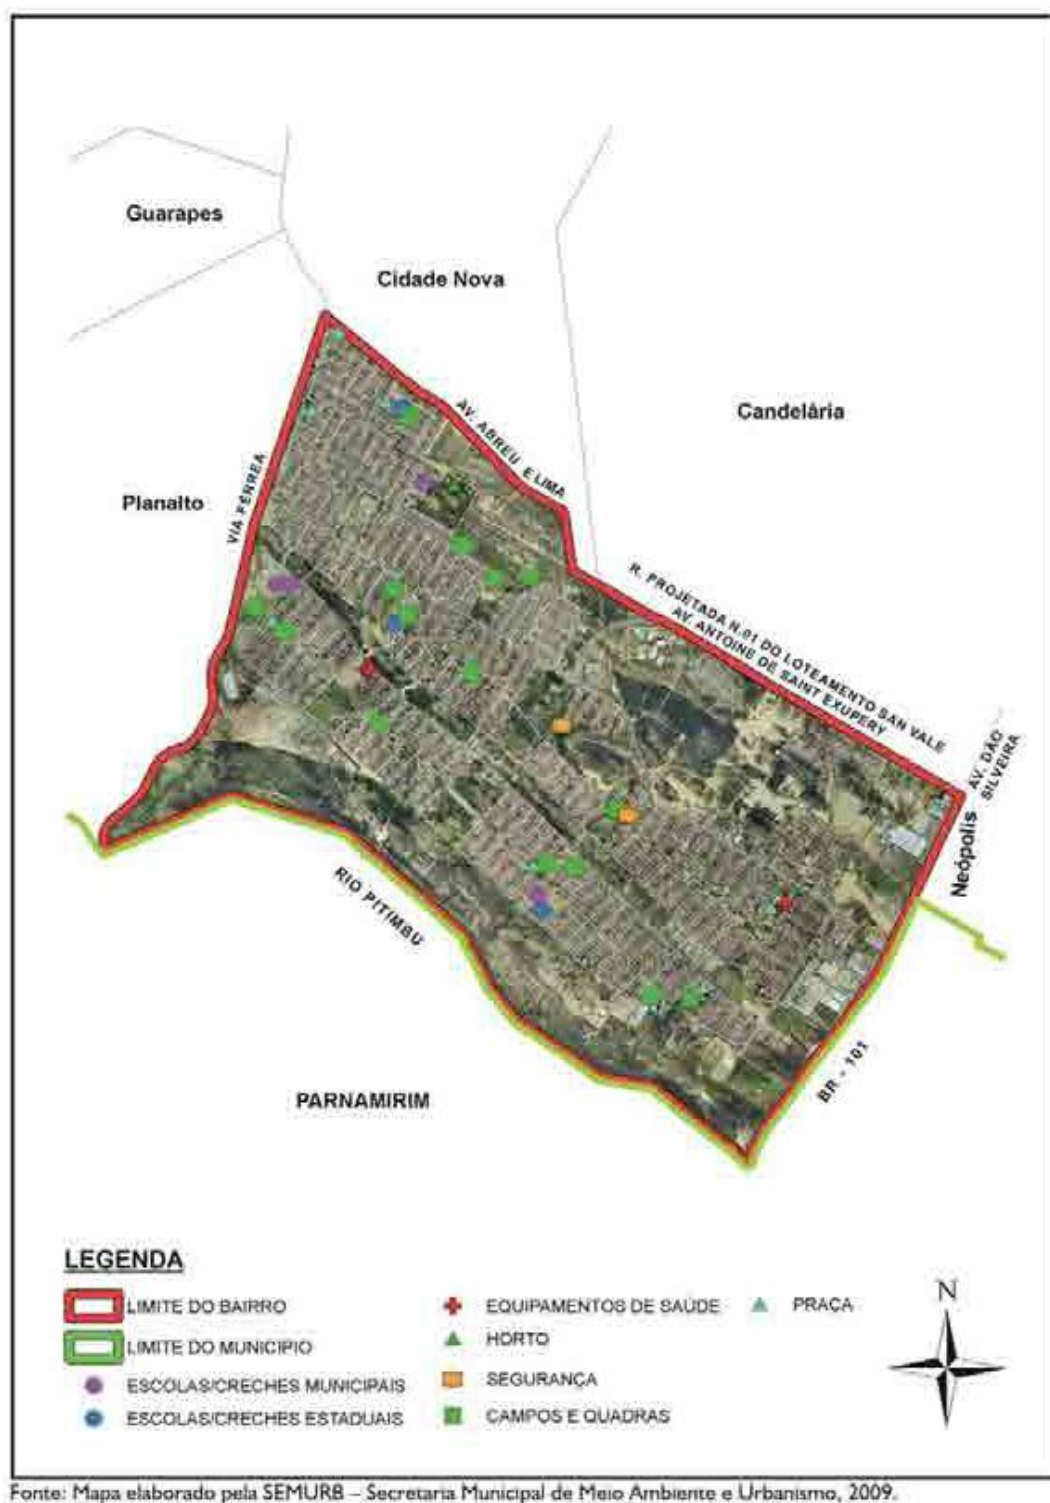 Guarapes
Cidade Nova
Candelária
Planalto
VIA FÉRREA
AV. ABREU E LIMA
R. PROJETADA N.01 DO LOTEAMENTO SAN VALE
AV. ANTOINE DE SAINT EXUPERY
AV. DÃO
SILVEIRA
Neópolis
RIO PITIMBU
BR - 101
PARNAMIRIM
LEGENDA
LIMITE DO BAIRRO
LIMITE DO MUNICIPIO
ESCOLAS/CRECHES MUNICIPAIS
ESCOLAS/CRECHES ESTADUAIS
EQUIPAMENTOS DE SAÚDE
HORTO
SEGURANÇA
CAMPOS E QUADRAS
PRAÇA
N
Fonte: Mapa elaborado pela SEMURB – Secretaria Municipal de Meio Ambiente e Urbanismo, 2009.